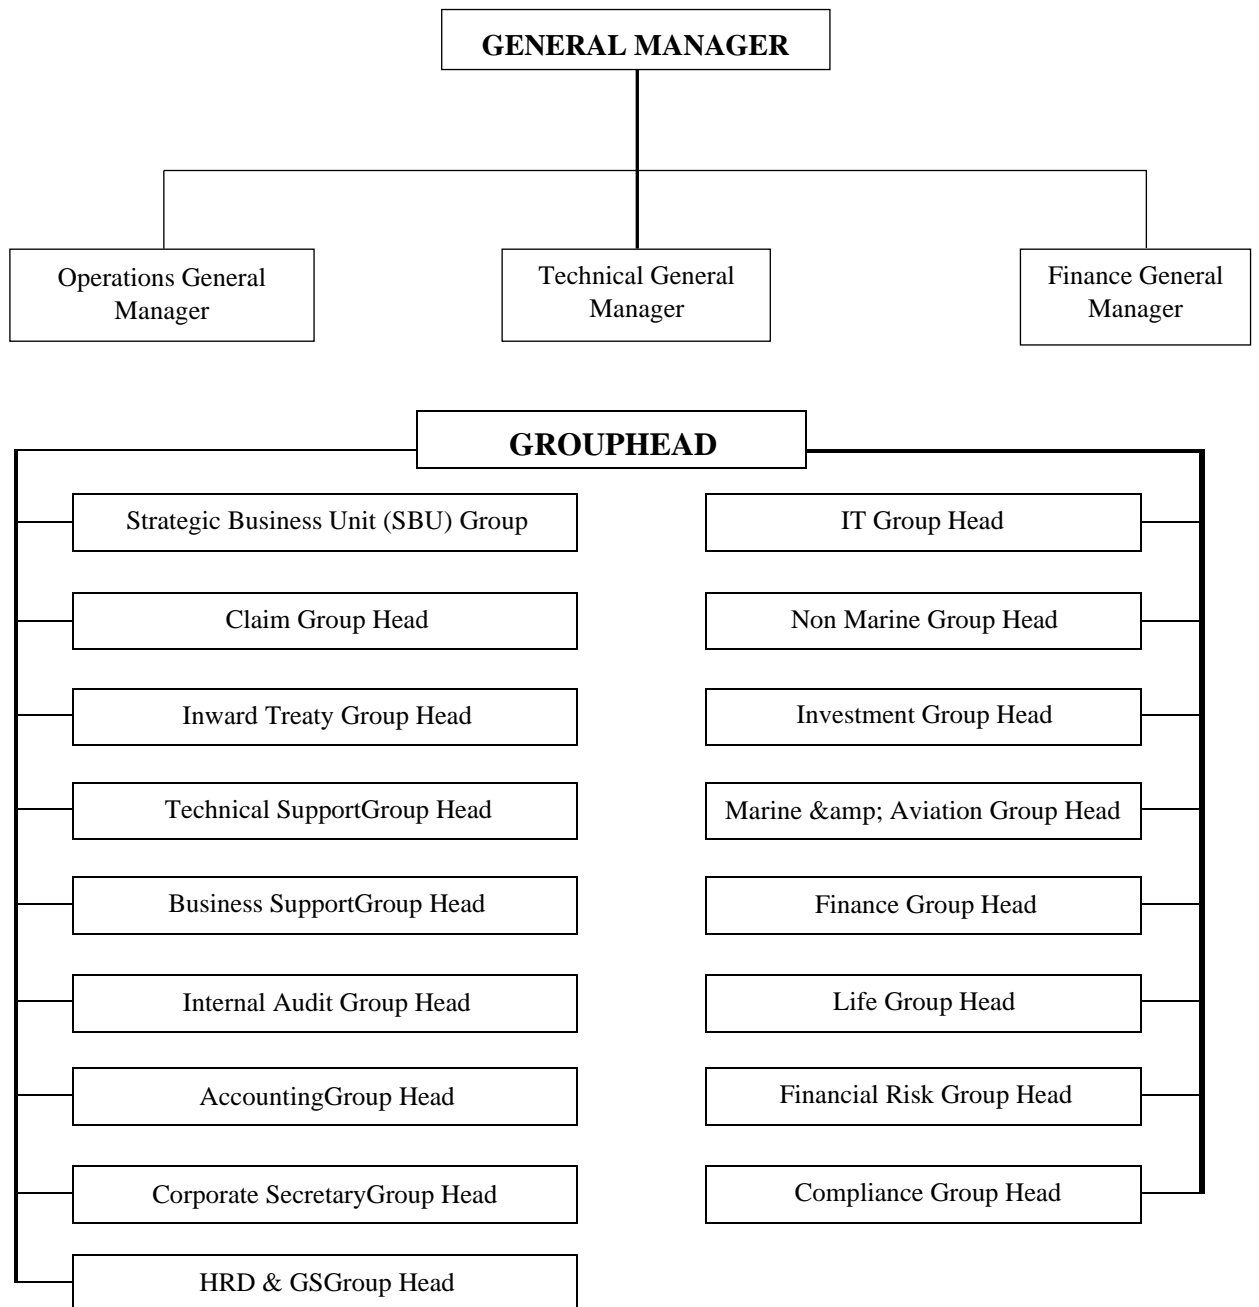 GENERAL MANAGER
Operations General
Manager
Technical General
Manager
Finance General
Manager
GROUPHEAD
Strategic Business Unit (SBU) Group
IT Group Head
Claim Group Head
Non Marine Group Head
Inward Treaty Group Head
Investment Group Head
Technical SupportGroup Head
Marine &amp; Aviation Group Head
Business SupportGroup Head
Finance Group Head
Internal Audit Group Head
Life Group Head
AccountingGroup Head
Financial Risk Group Head
Corporate SecretaryGroup Head
Compliance Group Head
HRD & GSGroup Head